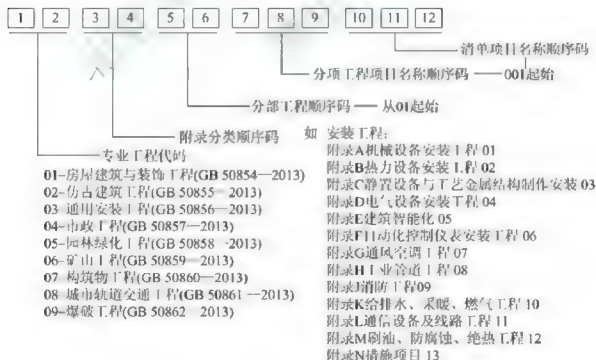 1 2 3 4 5 6 7 8 9 10 11 12
清单项目名称顺序码
分项工程项目名称顺序码 001起始
分部工程顺序码 从01起始
附录分类顺序码
专业工程代码
01-房屋建筑与装饰工程(GB 50854—2013)
02-仿古建筑工程(GB 50855—2013)
03 通用安装工程(GB 50856—2013)
04-市政工程(GB 50857—2013)
05-园林绿化工程(GB 50858-2013)
06-矿山工程(GB 50859—2013)
07 构筑物工程(GB 50860—2013)
08 城市轨道交通工程(GB 50861—2013)
09-爆破工程(GB 50862 2013)
如 安装工程:
附录A机械设备安装工程 01
附录B热力设备安装工程 02
附录C静置设备与工艺金属结构制作安装 03
附录D电气设备安装工程 04
附录E建筑智能化 05
附录F自动化控制仪表安装工程 06
附录G通风空调工程 07
附录H工业管道工程 08
附录J消防工程09
附录K给排水、采暖、燃气工程 10
附录L通信设备及线路工程 11
附录M刷油、防腐蚀、绝热工程 12
附录N措施项目 13